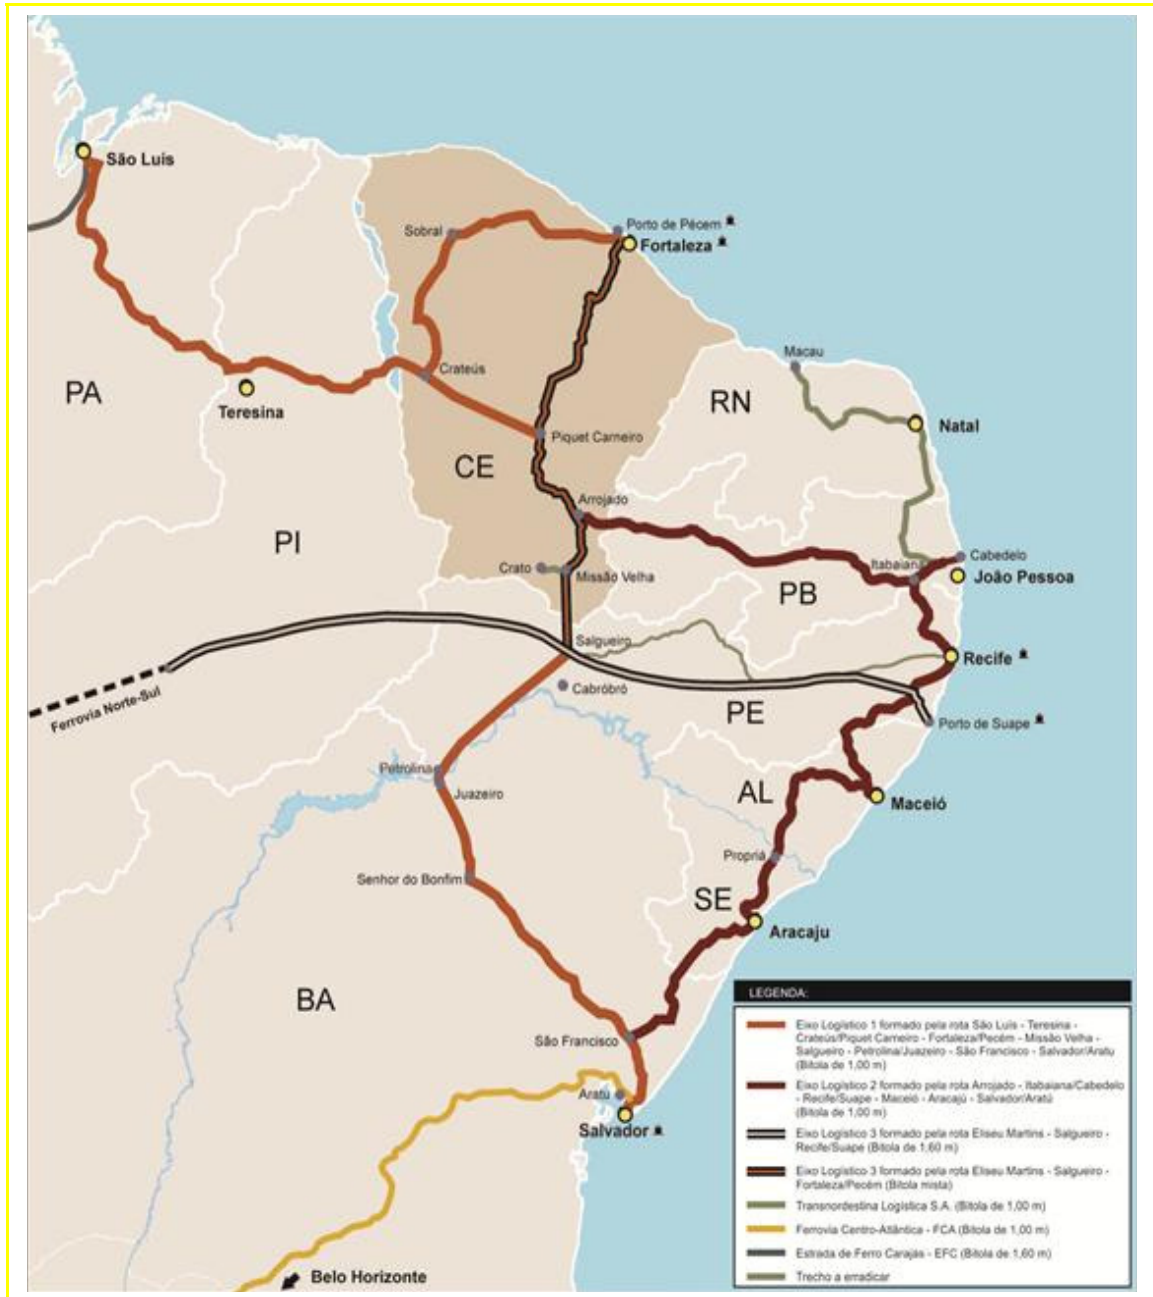 São Luís
Porto de Pécem
Sobral
Fortaleza
Macau
Crateús
PA
Teresina
RN
Natal
Piquet Carneiro
CE
Arrojado
PI
Crato
Missão Velha
Cabedelo
Itabaiana
João Pessoa
PB
Salgueiro
Recife
Ferrovia Norte-Sul
Cabróbró
PE
Porto de Suape
Petrolina
Juazeiro
AL
Maceió
Propriá
Senhor do Bonfim
SE
Aracaju
BA
São Francisco
Aratú
Salvador
Belo Horizonte
LEGENDA:
Eixo Logístico 1 formado pela rota São Luis - Teresina -
Crateús/Piquet Carneiro - Fortaleza/Pecém - Missão Velha -
Salgueiro - Petrolina/Juazeiro - São Francisco - Salvador/Aratu
(Bitola de 1,00 m)
Eixo Logístico 2 formado pela rota Arrojado - Itabaiana/Cabedelo
- Recife/Suape - Maceió - Aracajú - Salvador/Aratú
(Bitola de 1,00 m)
Eixo Logístico 3 formado pela rota Eliseu Martins - Salgueiro -
Recife/Suape (Bitola de 1,60 m)
Eixo Logístico 3 formado pela rota Eliseu Martins - Salgueiro -
Fortaleza/Pecém (Bitola mista)
Transnordestina Logística S.A. (Bitola de 1,00 m)
Ferrovia Centro-Atlântica - FCA (Bitola de 1,00 m)
Estrada de Ferro Carajás - EFC (Bitola de 1,60 m)
Trecho a erradicar